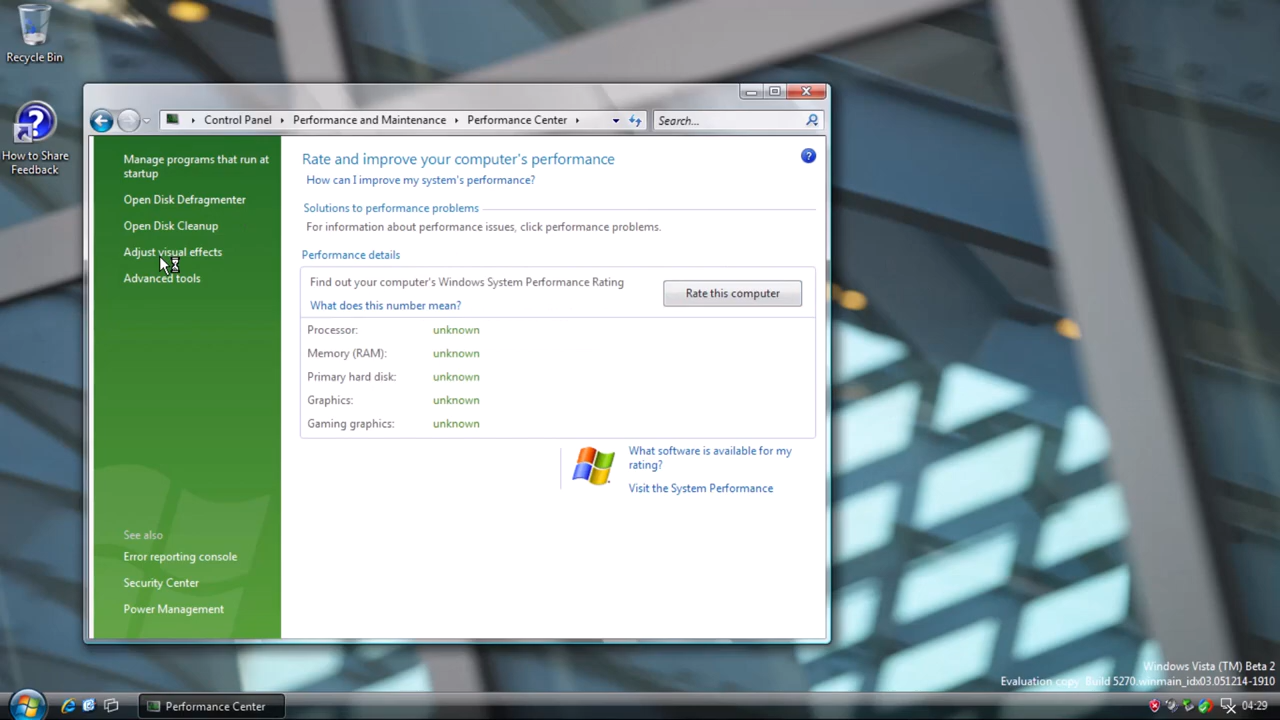 Recycle Bin
How to Share
Feedback
Control Panel
Performance and Maintenance
Performance Center
Search...
Manage programs that run at
startup
Open Disk Defragmenter
Open Disk Cleanup
Adjust visual effects
Advanced tools
See also
Error reporting console
Security Center
Power Management
Rate and improve your computer's performance
How can I improve my system's performance?
Solutions to performance problems
For information about performance issues, click performance problems.
Performance details
Find out your computer's Windows System Performance Rating
Rate this computer
What does this number mean?
Processor: unknown
Memory (RAM): unknown
Primary hard disk: unknown
Graphics: unknown
Gaming graphics: unknown
What software is available for my
rating?
Visit the System Performance
Windows Vista (TM) Beta 2
Evaluation copy. Build 5270.winmain_idx03.051214-1910
Performance Center
04:29